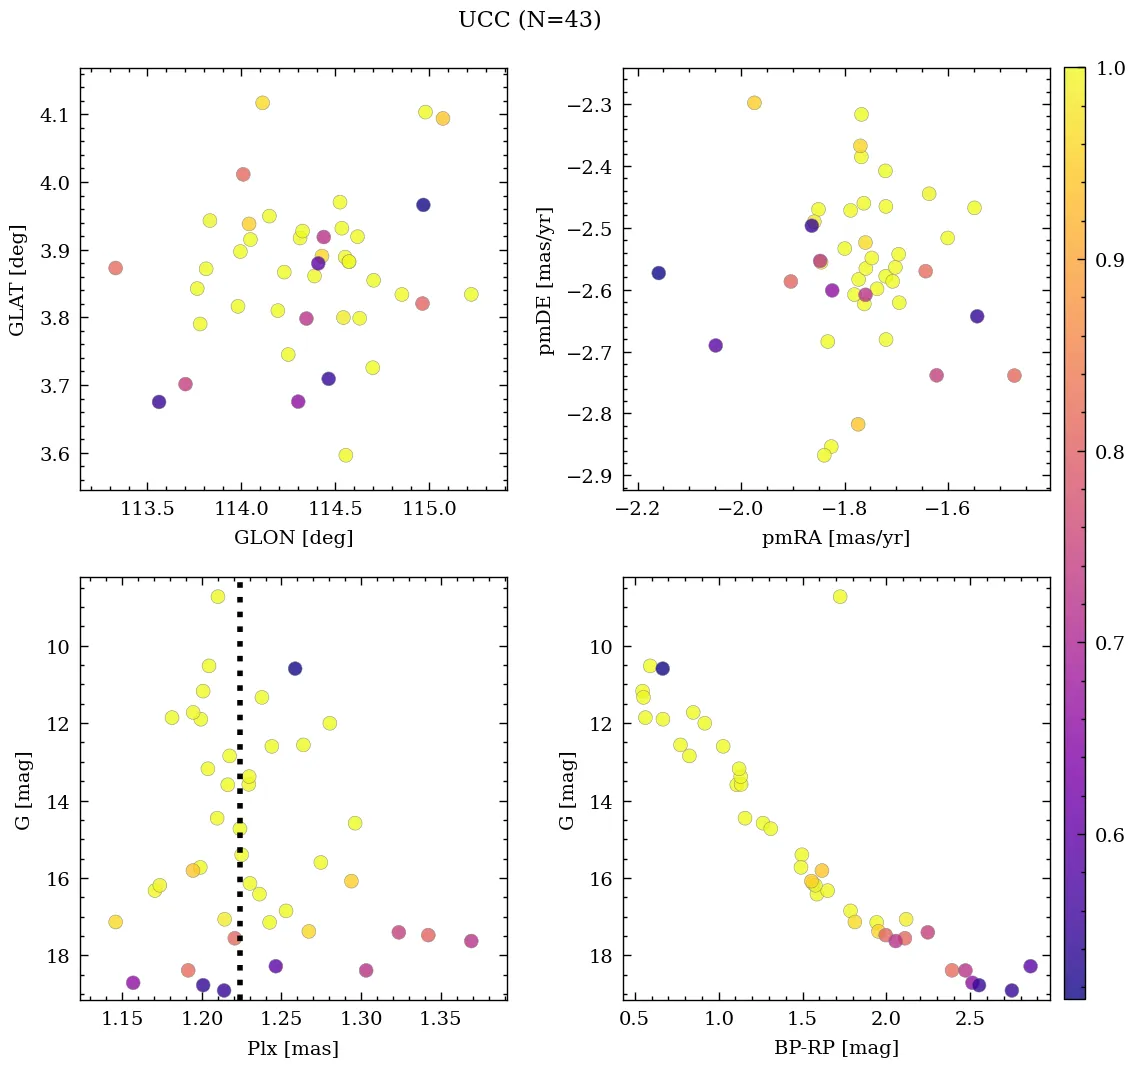 UCC (N=43)
4.1
4.0
3.9
3.8
3.7
3.6
GLAT [deg]
113.5 114.0 114.5 115.0
GLON [deg]
−2.3
−2.4
−2.5
−2.6
−2.7
−2.8
−2.9
pmDE [mas/yr]
−2.2 −2.0 −1.8 −1.6
pmRA [mas/yr]
10
12
14
16
18
G [mag]
1.15 1.20 1.25 1.30 1.35
Plx [mas]
10
12
14
16
18
G [mag]
0.5 1.0 1.5 2.0 2.5
BP-RP [mag]
1.0
0.9
0.8
0.7
0.6